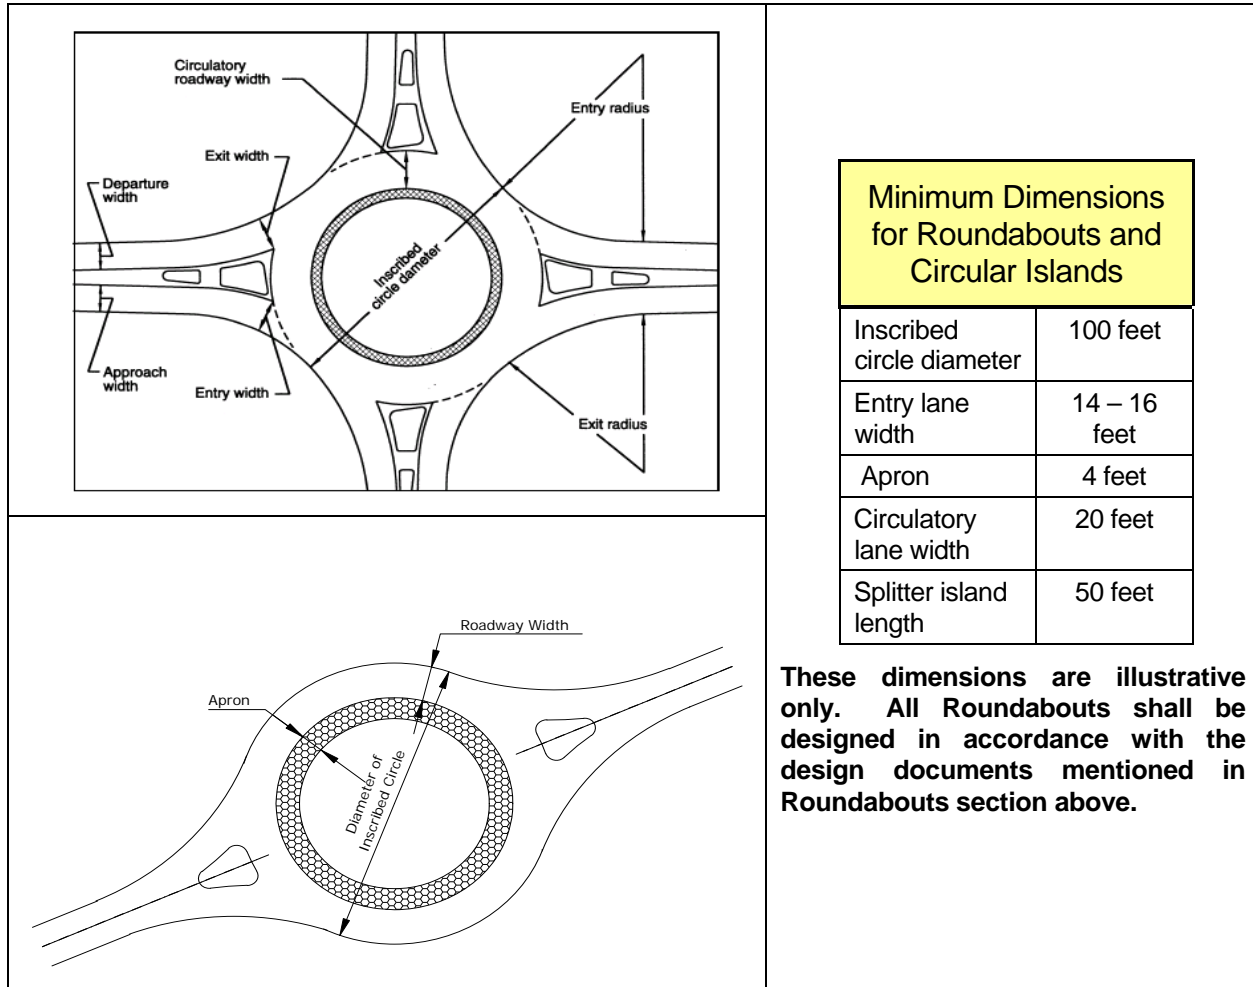 Circulatory
roadway width
Entry radius
Exit width
Departure
width
Inscribed
circle dameter
Approach
width
Entry width
Exit radius
Roadway Width
Apron
Diameter of
Inscribed Circle
Minimum Dimensions
for Roundabouts and
Circular Islands
Inscribed
circle diameter
100 feet
Entry lane
width
14 – 16
feet
Apron
4 feet
Circulatory
lane width
20 feet
Splitter island
length
50 feet
These dimensions are illustrative
only. All Roundabouts shall be
designed in accordance with the
design documents mentioned in
Roundabouts section above.